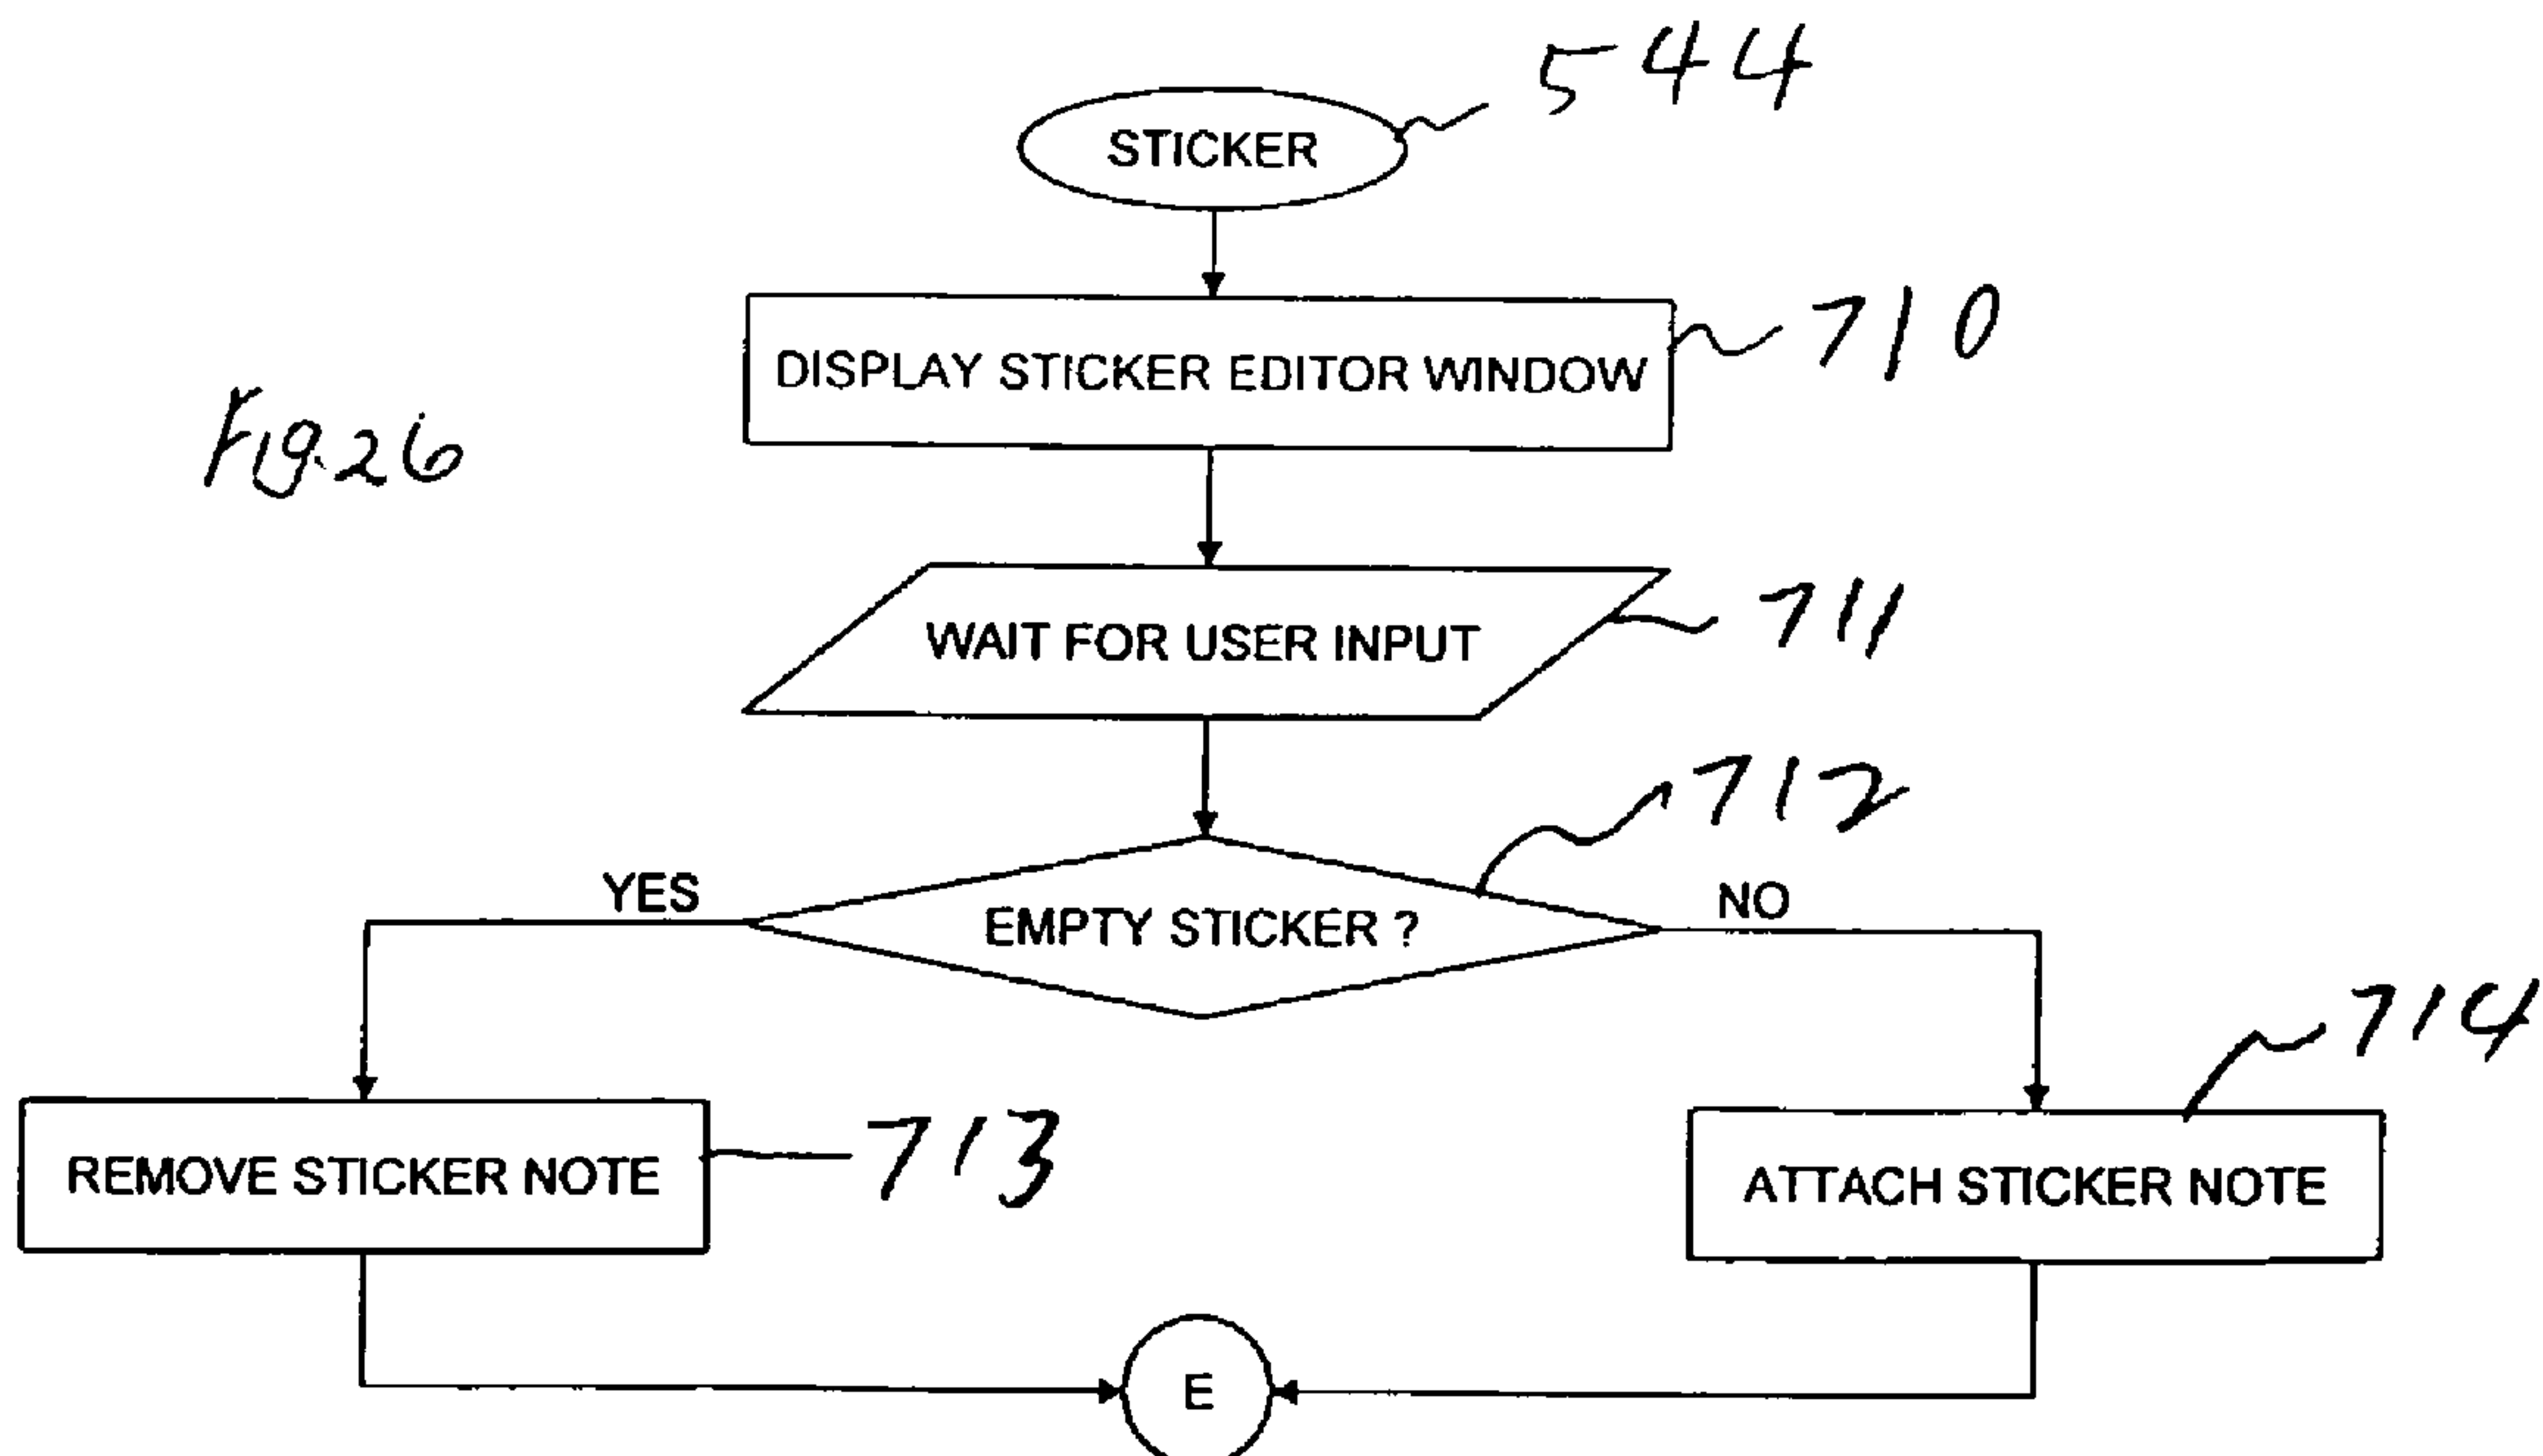 544
STICKER
710
DISPLAY STICKER EDITOR WINDOW
Fig.26
WAIT FOR USER INPUT
711
712
YES
NO
EMPTY STICKER ?
714
713
REMOVE STICKER NOTE
ATTACH STICKER NOTE
E